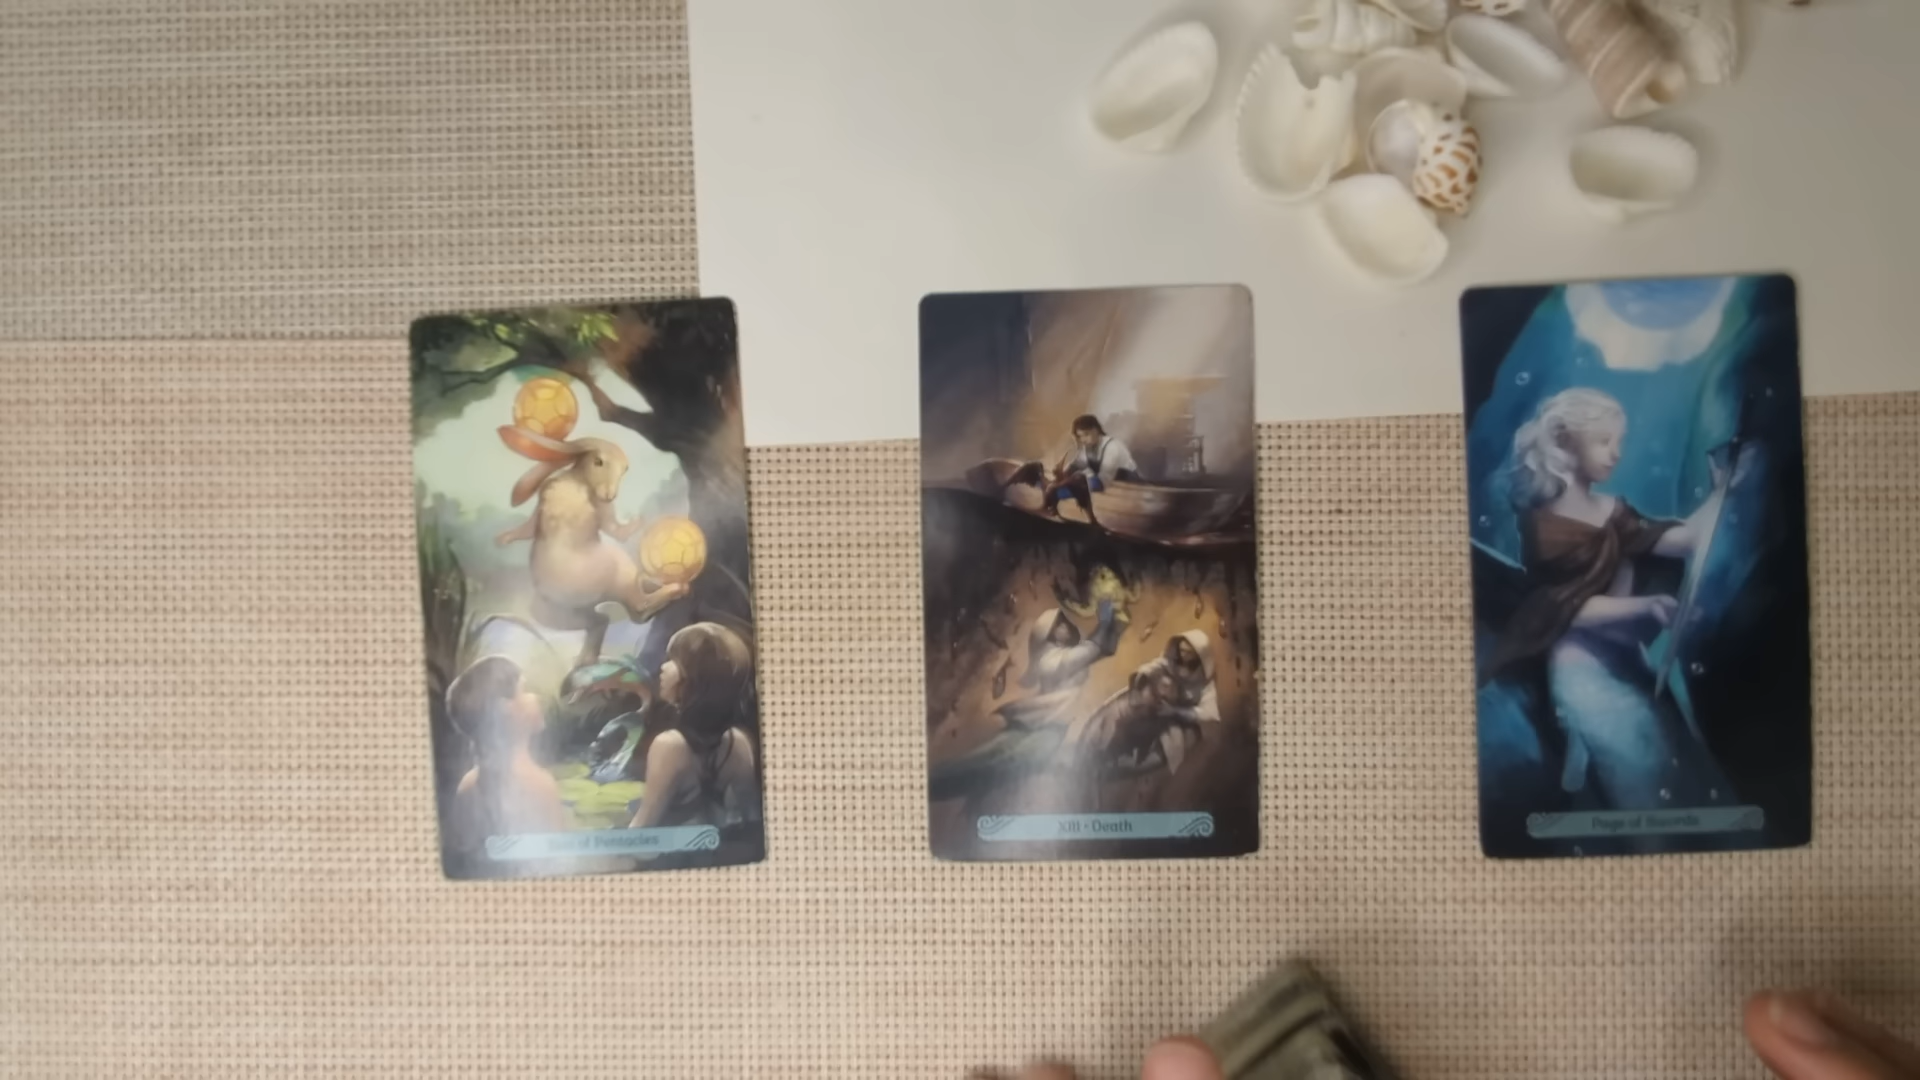 of Pentacles
XIII • Death
Page of Swords